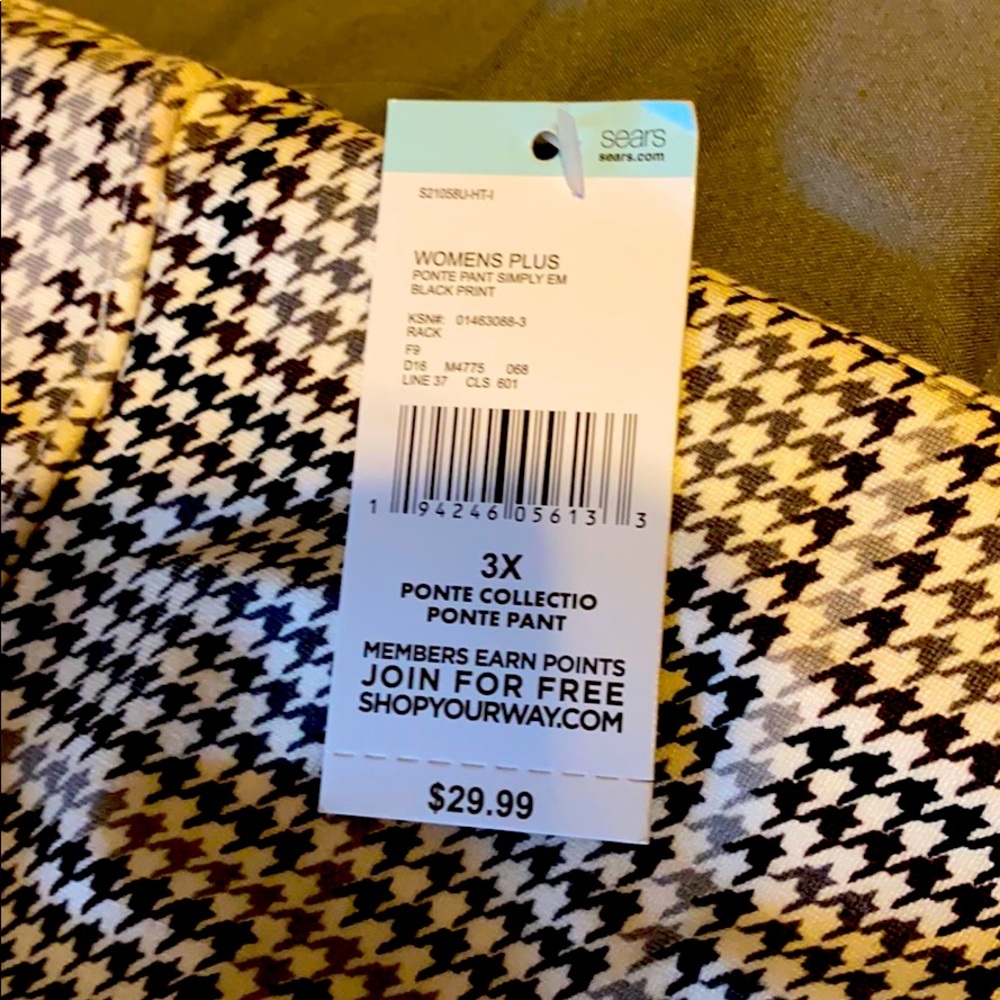 sears
sears.com
S21058U-HT-I
WOMENS PLUS
PONTE PANT SIMPLY EM
BLACK PRINT
KSN#: 01463068-3
RACK
F9
D16 M4775 068
LINE 37 CLS 601
1 94246 05613 3
3X
PONTE COLLECTIO
PONTE PANT
MEMBERS EARN POINTS
JOIN FOR FREE
SHOPYOURWAY.COM
$29.99